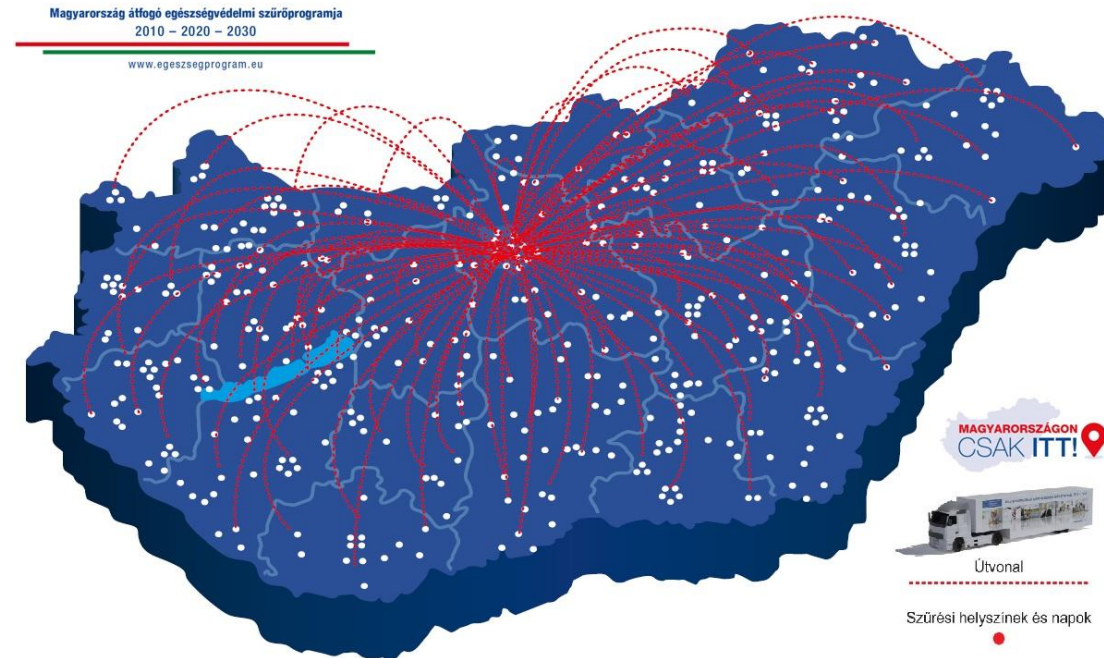 Magyarország átfogó egészségvédelmi szűrőprogramja
2010 – 2020 – 2030
www.egeszsegprogram.eu
MAGYARORSZÁGON
CSAK ITT!
Útvonal
Szűrési helyszínek és napok